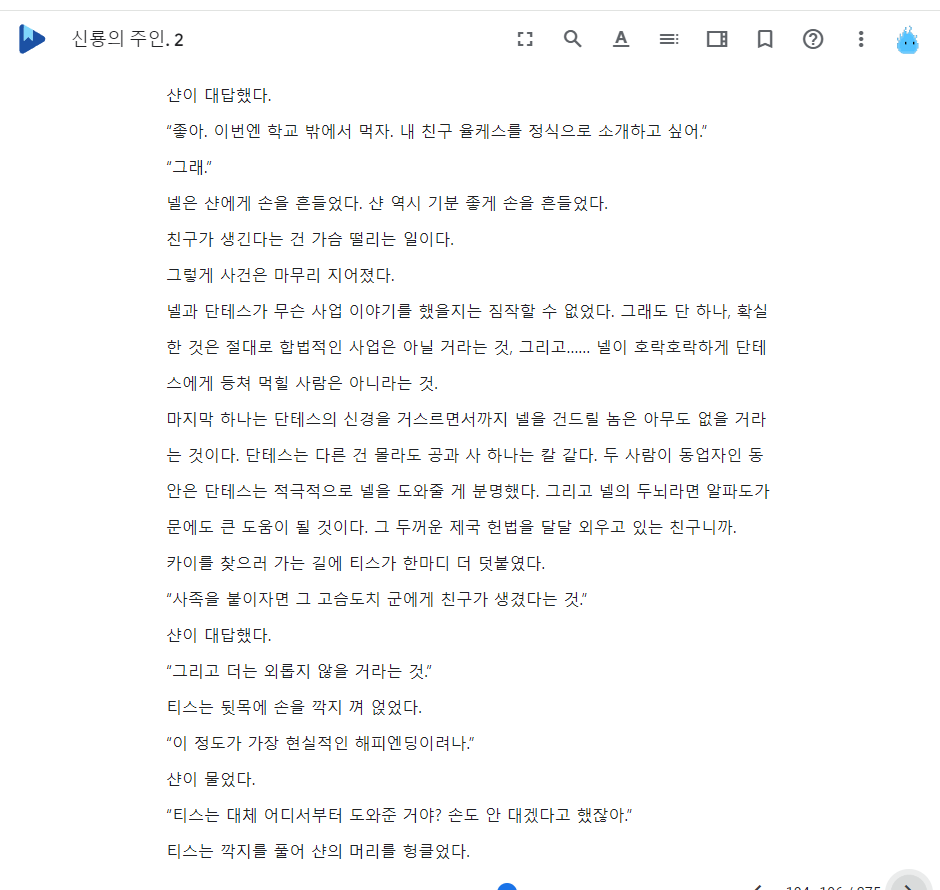 신룡의 주인. 2
샨이 대답했다.
“좋아. 이번엔 학교 밖에서 먹자. 내 친구 율케스를 정식으로 소개하고 싶어.”
“그래.”
넬은 샨에게 손을 흔들었다. 샨 역시 기분 좋게 손을 흔들었다.
친구가 생긴다는 건 가슴 떨리는 일이다.
그렇게 사건은 마무리 지어졌다.
넬과 단테스가 무슨 사업 이야기를 했을지는 짐작할 수 없었다. 그래도 단 하나, 확실
한 것은 절대로 합법적인 사업은 아닐 거라는 것, 그리고…… 넬이 호락호락하게 단테
스에게 등쳐 먹힐 사람은 아니라는 것.
마지막 하나는 단테스의 신경을 거스르면서까지 넬을 건드릴 놈은 아무도 없을 거라
는 것이다. 단테스는 다른 건 몰라도 공과 사 하나는 칼 같다. 두 사람이 동업자인 동
안은 단테스는 적극적으로 넬을 도와줄 게 분명했다. 그리고 넬의 두뇌라면 알파도가
문에도 큰 도움이 될 것이다. 그 두꺼운 제국 헌법을 달달 외우고 있는 친구니까.
카이를 찾으러 가는 길에 티스가 한마디 더 덧붙였다.
“사족을 붙이자면 그 고슴도치 군에게 친구가 생겼다는 것.”
샨이 대답했다.
“그리고 더는 외롭지 않을 거라는 것.”
티스는 뒷목에 손을 깍지 껴 얹었다.
“이 정도가 가장 현실적인 해피엔딩이려나.”
샨이 물었다.
“티스는 대체 어디서부터 도와준 거야? 손도 안 대겠다고 했잖아.”
티스는 깍지를 풀어 샨의 머리를 헝클었다.